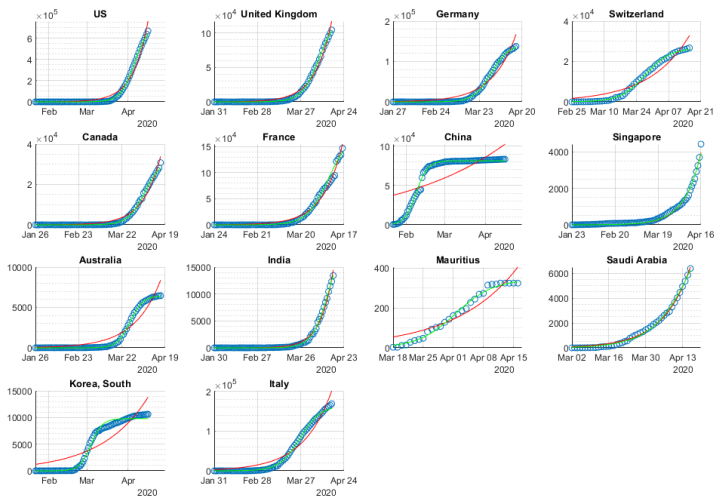 US
×10^5
6
4
2
0
Feb Mar Apr
2020
United Kingdom
×10^4
10
5
0
Jan 31 Feb 28 Mar 27 Apr 24
2020
Germany
×10^5
2
1
0
Jan 27 Feb 24 Mar 23 Apr 20
2020
Switzerland
×10^4
4
2
0
Feb 25 Mar 10 Mar 24 Apr 07 Apr 21
2020
Canada
×10^4
4
2
0
Jan 26 Feb 23 Mar 22 Apr 19
2020
France
×10^4
15
10
5
0
Jan 24 Feb 21 Mar 20 Apr 17
2020
China
×10^4
10
5
0
Feb Mar Apr
2020
Singapore
4000
2000
0
Jan 23 Feb 20 Mar 19 Apr 16
2020
Australia
10000
5000
0
Jan 26 Feb 23 Mar 22 Apr 19
2020
India
15000
10000
5000
0
Jan 30 Feb 27 Mar 26 Apr 23
2020
Mauritius
400
200
0
Mar 18 Mar 25 Apr 01 Apr 08 Apr 15
2020
Saudi Arabia
6000
4000
2000
0
Mar 02 Mar 16 Mar 30 Apr 13
2020
Korea, South
15000
10000
5000
0
Feb Mar Apr
2020
Italy
×10^5
2
1
0
Jan 31 Feb 28 Mar 27 Apr 24
2020